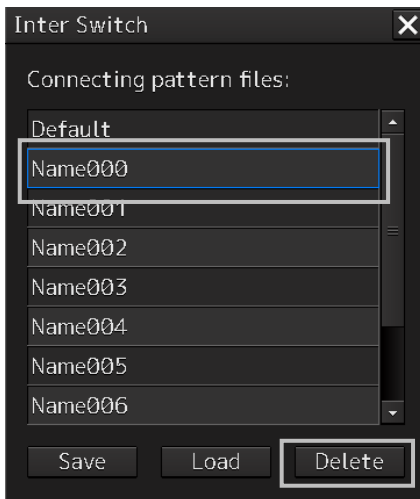 Inter Switch
Connecting pattern files:
Default
Name000
Name001
Name002
Name003
Name004
Name005
Name006
Save Load Delete